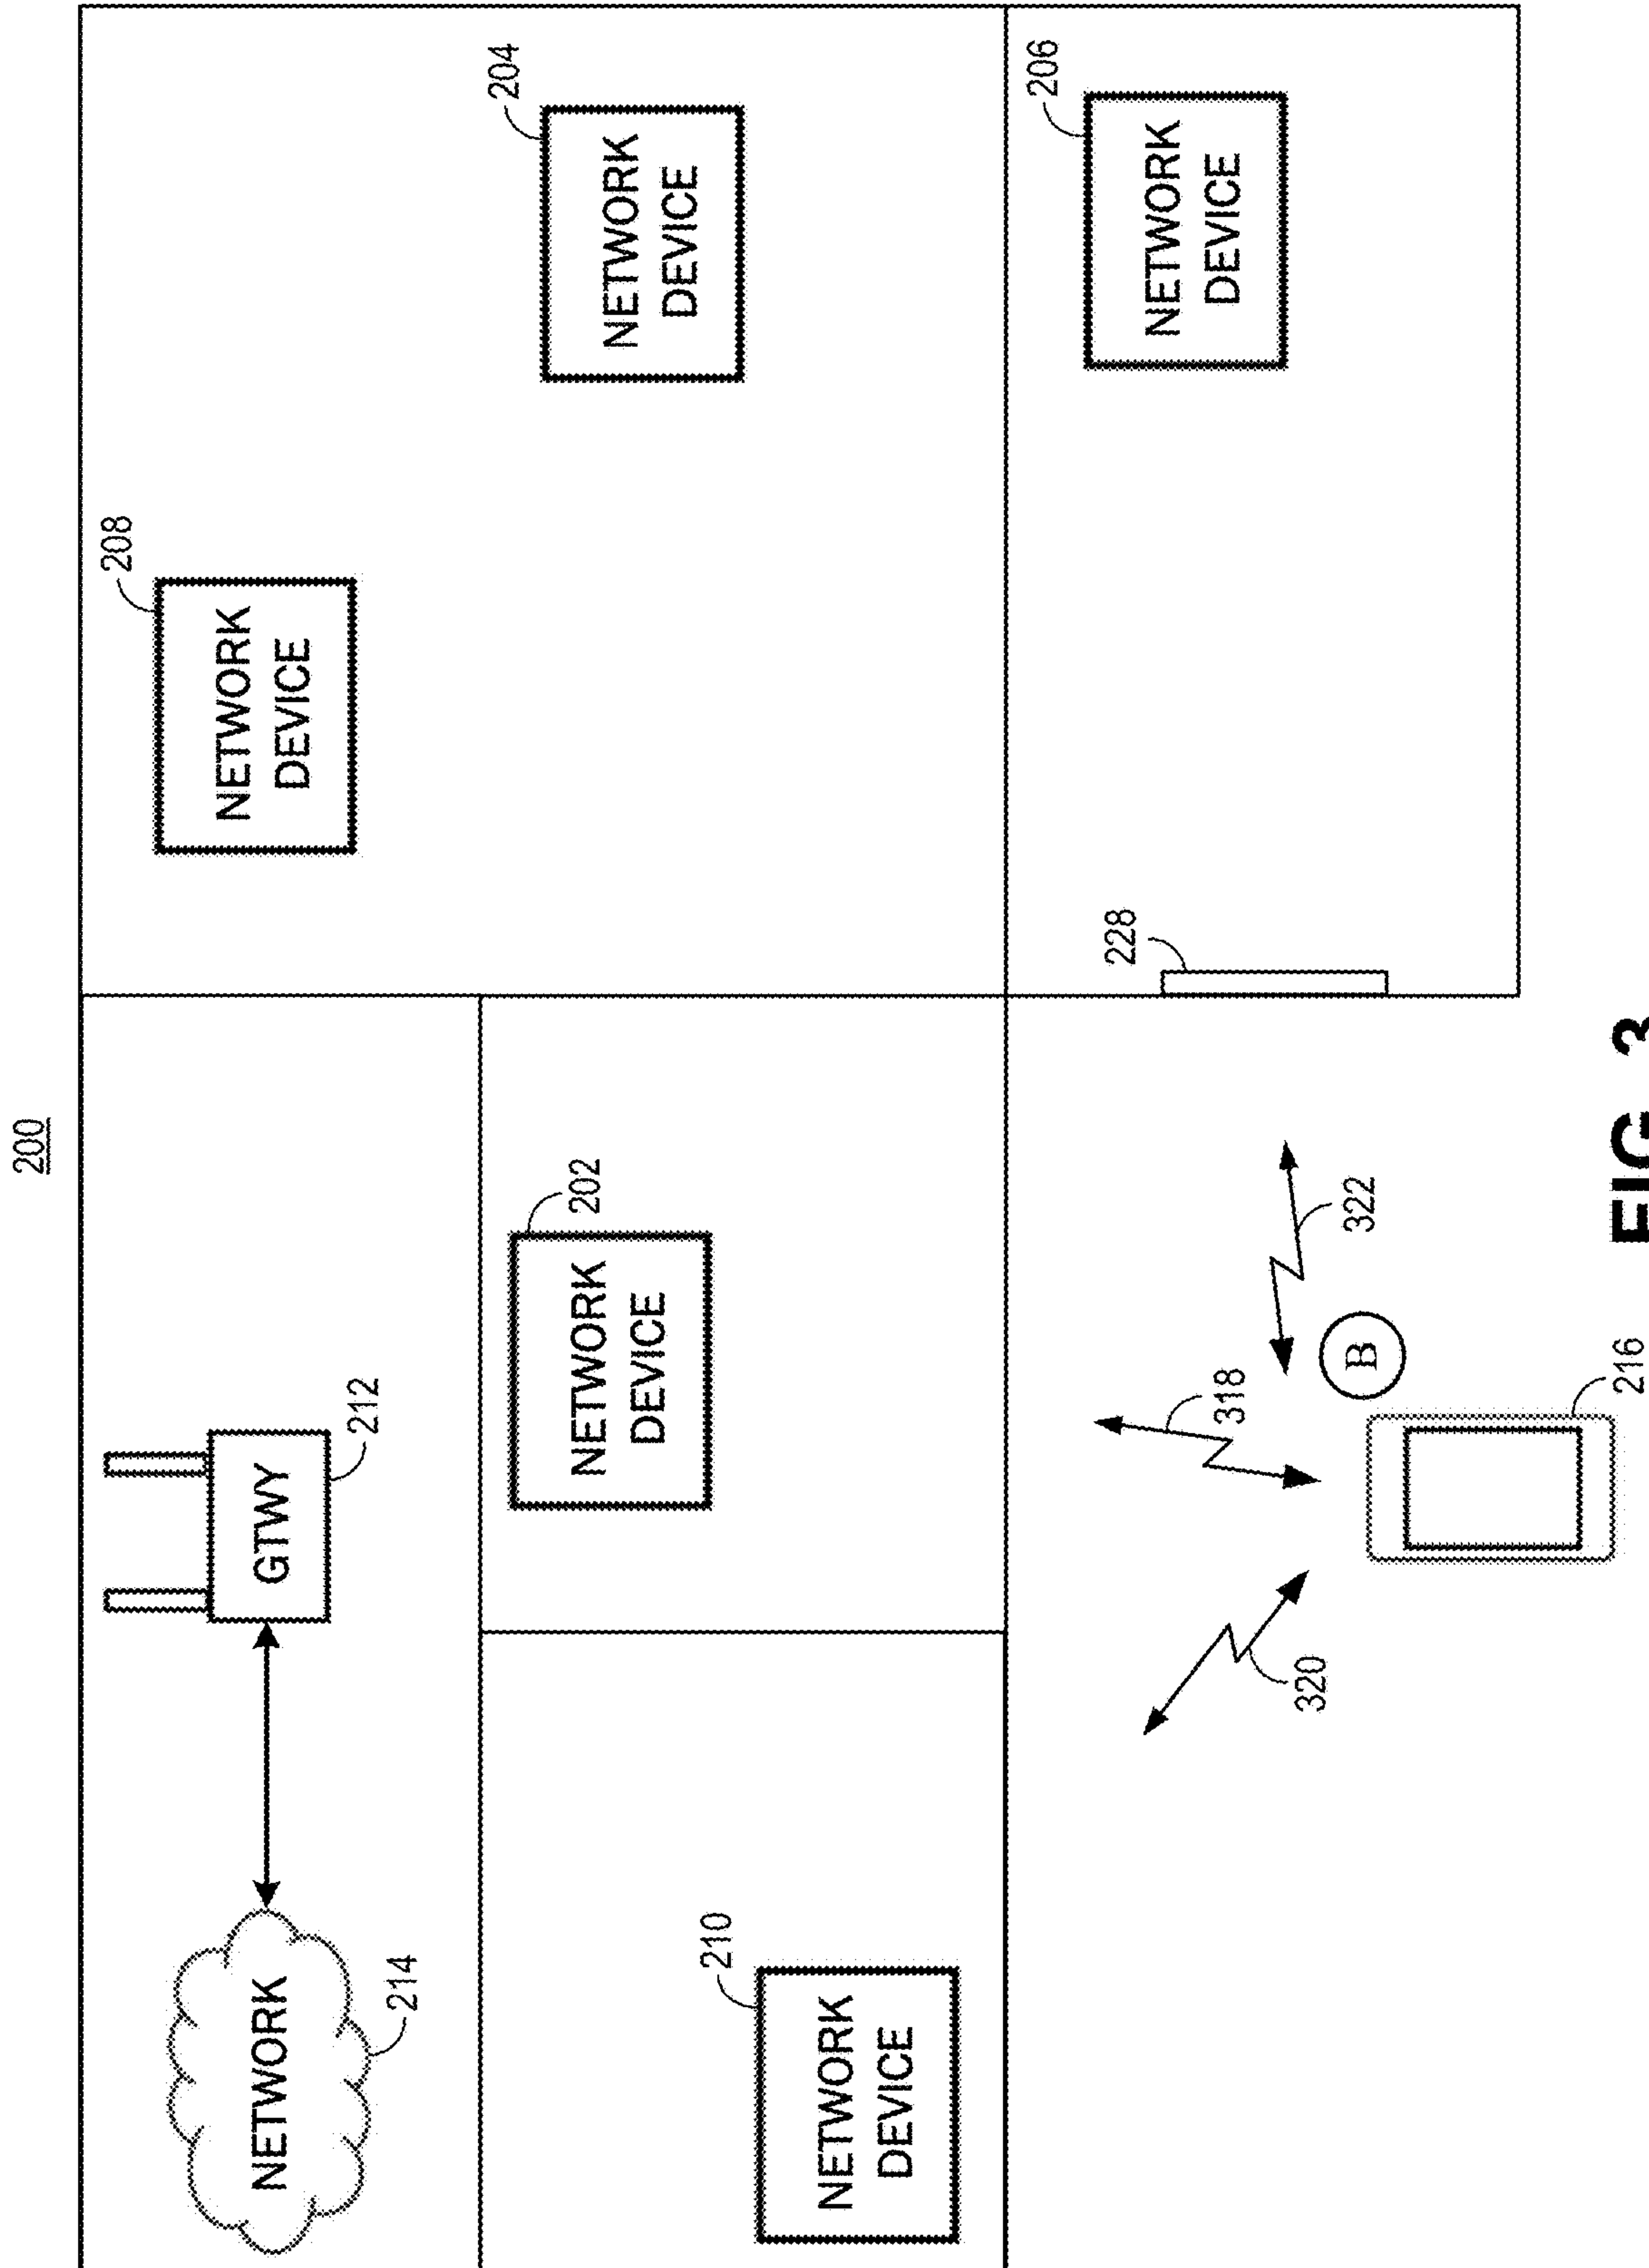 200
NETWORK
214
GTWY
212
208
NETWORK
DEVICE
210
NETWORK
DEVICE
202
NETWORK
DEVICE
204
NETWORK
DEVICE
228
206
NETWORK
DEVICE
320
318
322
B
216
FIG. 3